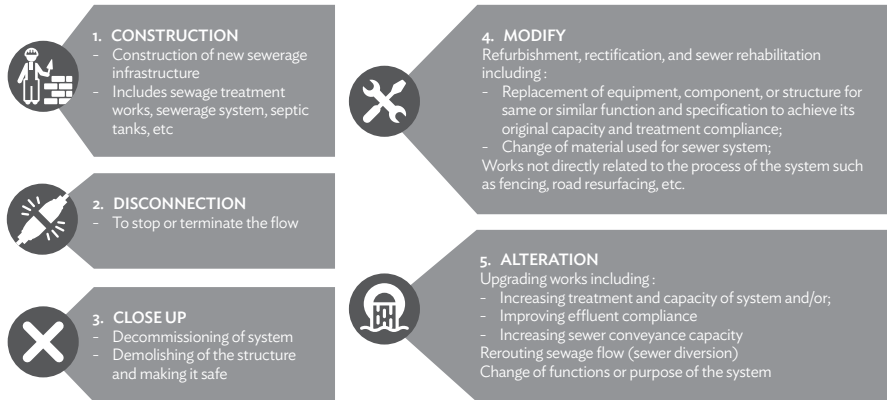 1. CONSTRUCTION
- Construction of new sewerage
infrastructure
- Includes sewage treatment
works, sewerage system, septic
tanks, etc
2. DISCONNECTION
- To stop or terminate the flow
3. CLOSE UP
- Decommissioning of system
- Demolishing of the structure
and making it safe
4. MODIFY
Refurbishment, rectification, and sewer rehabilitation
including :
- Replacement of equipment, component, or structure for
same or similar function and specification to achieve its
original capacity and treatment compliance;
- Change of material used for sewer system;
Works not directly related to the process of the system such
as fencing, road resurfacing, etc.
5. ALTERATION
Upgrading works including :
- Increasing treatment and capacity of system and/or;
- Improving effluent compliance
- Increasing sewer conveyance capacity
Rerouting sewage flow (sewer diversion)
Change of functions or purpose of the system